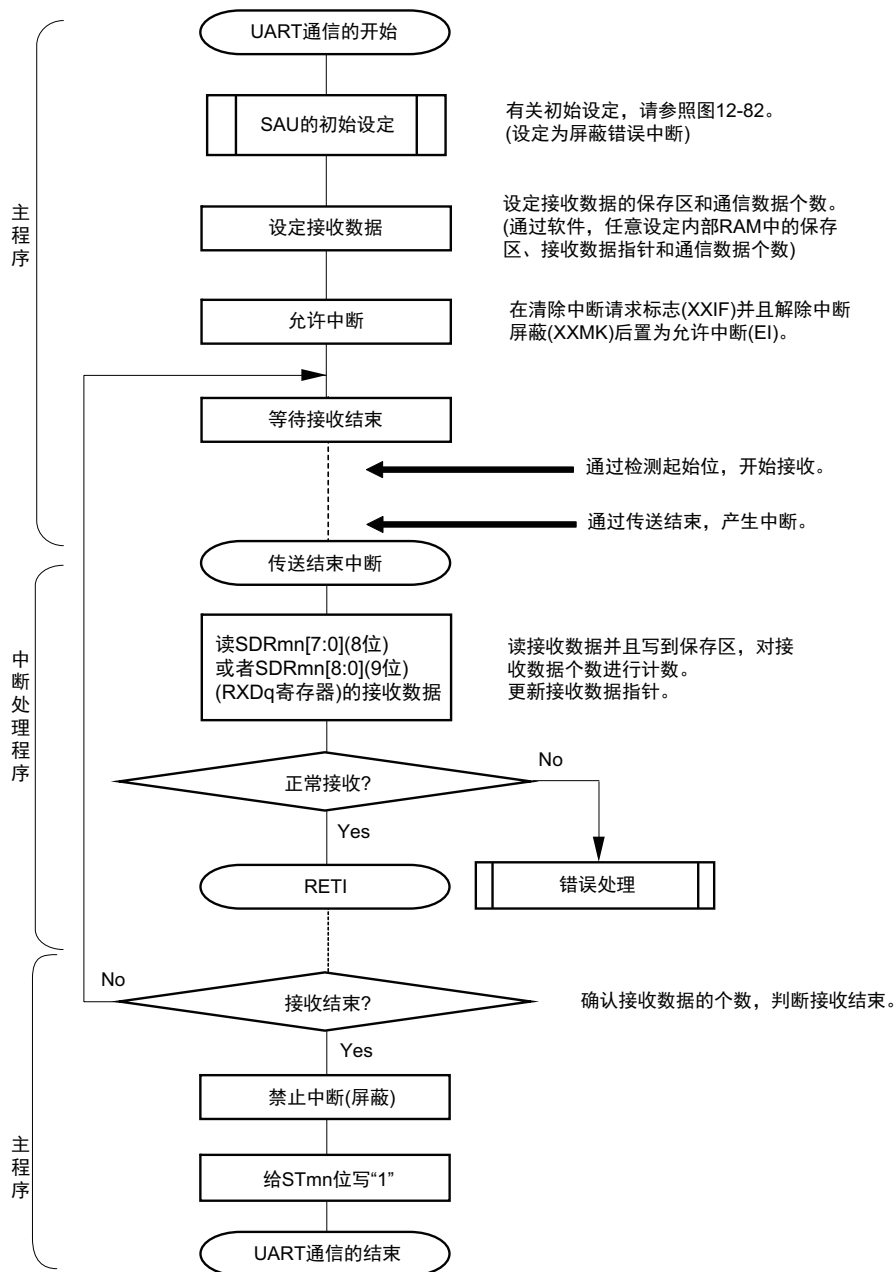 UART通信的开始
SAU的初始设定
有关初始设定，请参照图12-82。
(设定为屏蔽错误中断)
主程序
设定接收数据
设定接收数据的保存区和通信数据个数。
(通过软件，任意设定内部RAM中的保存
区、接收数据指针和通信数据个数)
允许中断
在清除中断请求标志(XXIF)并且解除中断
屏蔽(XXMK)后置为允许中断(EI)。
等待接收结束
通过检测起始位，开始接收。
通过传送结束，产生中断。
传送结束中断
中断处理程序
读SDRmn[7:0](8位)
或者SDRmn[8:0](9位)
(RXDq寄存器)的接收数据
读接收数据并且写到保存区，对接
收数据个数进行计数。
更新接收数据指针。
正常接收?
No
Yes
RETI
错误处理
No
接收结束?
确认接收数据的个数，判断接收结束。
Yes
主程序
禁止中断(屏蔽)
给STmn位写“1”
UART通信的结束